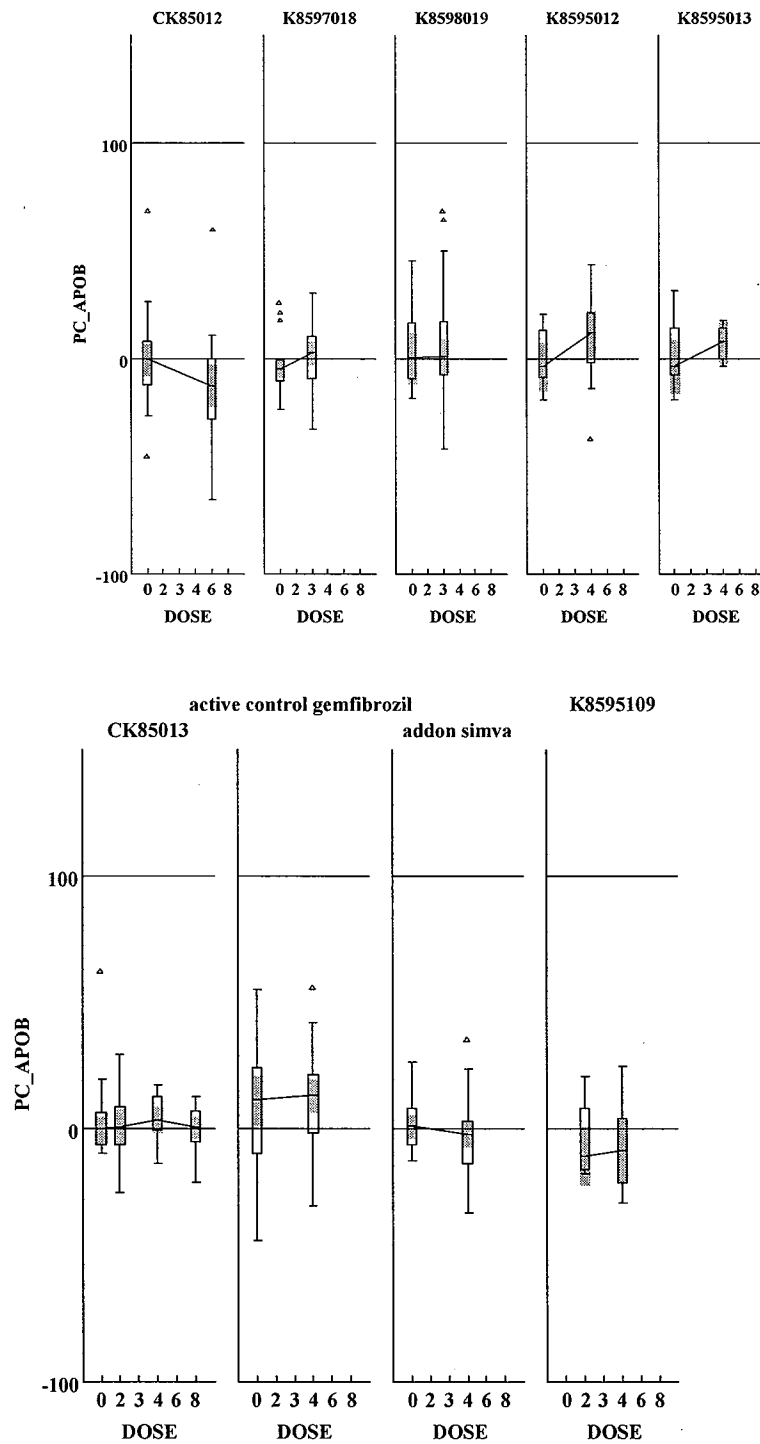 CK85012 K8597018 K8598019 K8595012 K8595013
100
PC_APOB
0
-100
0 2 3 4 6 8 0 2 3 4 6 8 0 2 3 4 6 8 0 2 3 4 6 8 0 2 3 4 6 8
DOSE DOSE DOSE DOSE DOSE
active control gemfibrozil K8595109
CK85013 addon simva
100
PC_APOB
0
-100
0 2 3 4 6 8 0 2 3 4 6 8 0 2 3 4 6 8 0 2 3 4 6 8
DOSE DOSE DOSE DOSE